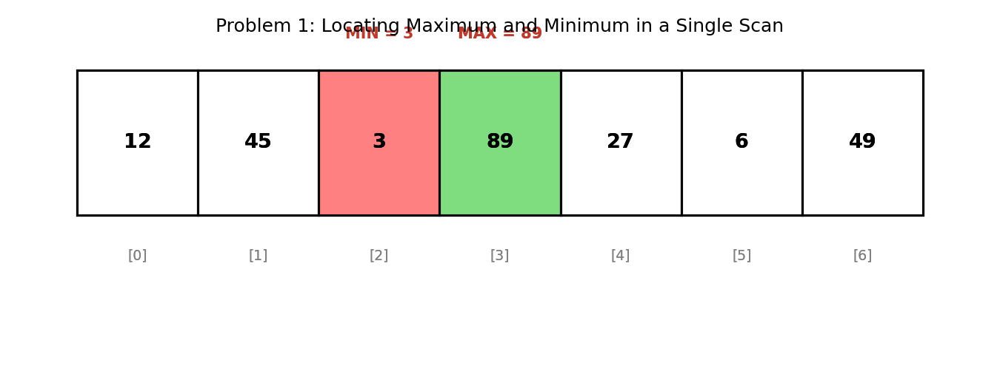 Problem 1: Locating Maximum and Minimum in a Single Scan
MIN = 3 MAX = 89
12 45 3 89 27 6 49
[0] [1] [2] [3] [4] [5] [6]